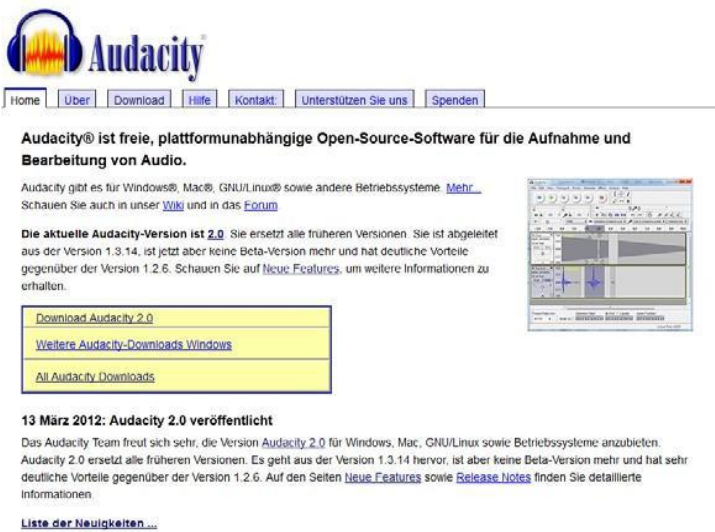 Audacity
Home Über Download Hilfe Kontakt: Unterstützen Sie uns Spenden
Audacity® ist freie, plattformunabhängige Open-Source-Software für die Aufnahme und
Bearbeitung von Audio.
Audacity gibt es für Windows®, Mac®, GNU/Linux® sowie andere Betriebssysteme. Mehr...
Schauen Sie auch in unser Wiki und in das Forum
Die aktuelle Audacity-Version ist 2.0. Sie ersetzt alle früheren Versionen. Sie ist abgeleitet
aus der Version 1.3.14, ist jetzt aber keine Beta-Version mehr und hat deutliche Vorteile
gegenüber der Version 1.2.6. Schauen Sie auf Neue Features, um weitere Informationen zu
erhalten.
Download Audacity 2.0
Weitere Audacity-Downloads Windows
All Audacity Downloads
13 März 2012: Audacity 2.0 veröffentlicht
Das Audacity Team freut sich sehr, die Version Audacity 2.0 für Windows, Mac, GNU/Linux sowie Betriebssysteme anzubieten.
Audacity 2.0 ersetzt alle früheren Versionen. Es geht aus der Version 1.3.14 hervor, ist aber keine Beta-Version mehr und hat sehr
deutliche Vorteile gegenüber der Version 1.2.6. Auf den Seiten Neue Features sowie Release Notes finden Sie detaillierte
Informationen.
Liste der Neuigkeiten ...